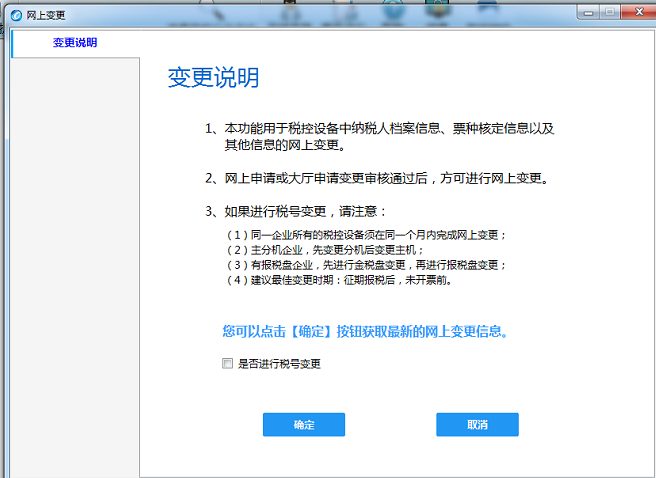 网上变更
变更说明
变更说明
1、本功能用于税控设备中纳税人档案信息、票种核定信息以及
其他信息的网上变更。
2、网上申请或大厅申请变更审核通过后，方可进行网上变更。
3、如果进行税号变更，请注意：
（1）同一企业所有的税控设备须在同一个月内完成网上变更；
（2）主分机企业，先变更分机后变更主机；
（3）有报税盘企业，先进行金税盘变更，再进行报税盘变更；
（4）建议最佳变更时期：征期报税后，未开票前。
您可以点击【确定】按钮获取最新的网上变更信息。
是否进行税号变更
确定
取消